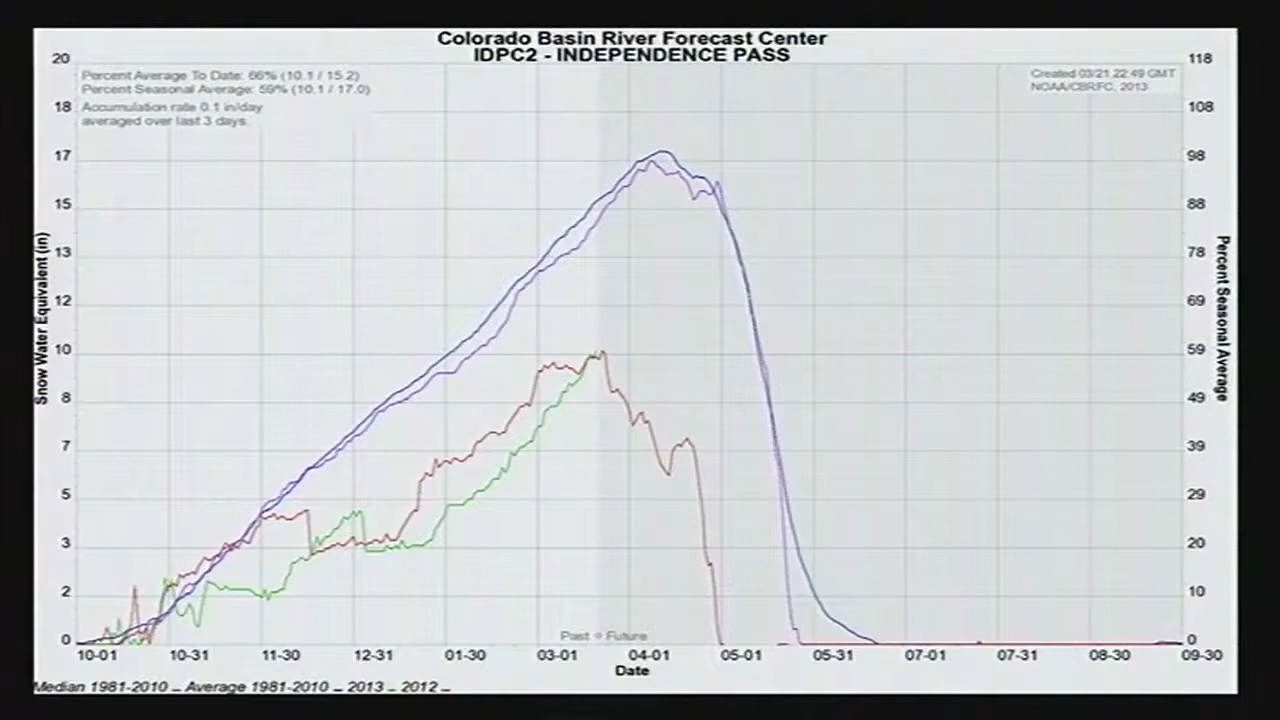 Colorado Basin River Forecast Center
IDPC2 - INDEPENDENCE PASS
Percent Average To Date: 66% (10.1 / 15.2)
Percent Seasonal Average: 59% (10.1 / 17.0)
Accumulation rate 0.1 in/day
averaged over last 3 days.
Created 03/21 22:49 GMT
NOAA/CBRFC, 2013
Snow Water Equivalent (in)
20
18
17
15
13
12
10
8
7
5
3
2
0
118
108
98
88
78
69
59
49
39
29
20
10
0
Percent Seasonal Average
Past Future
10-01 10-31 11-30 12-31 01-30 03-01 04-01 05-01 05-31 07-01 07-31 08-30 09-30
Date
Median 1981-2010 Average 1981-2010 2013 2012